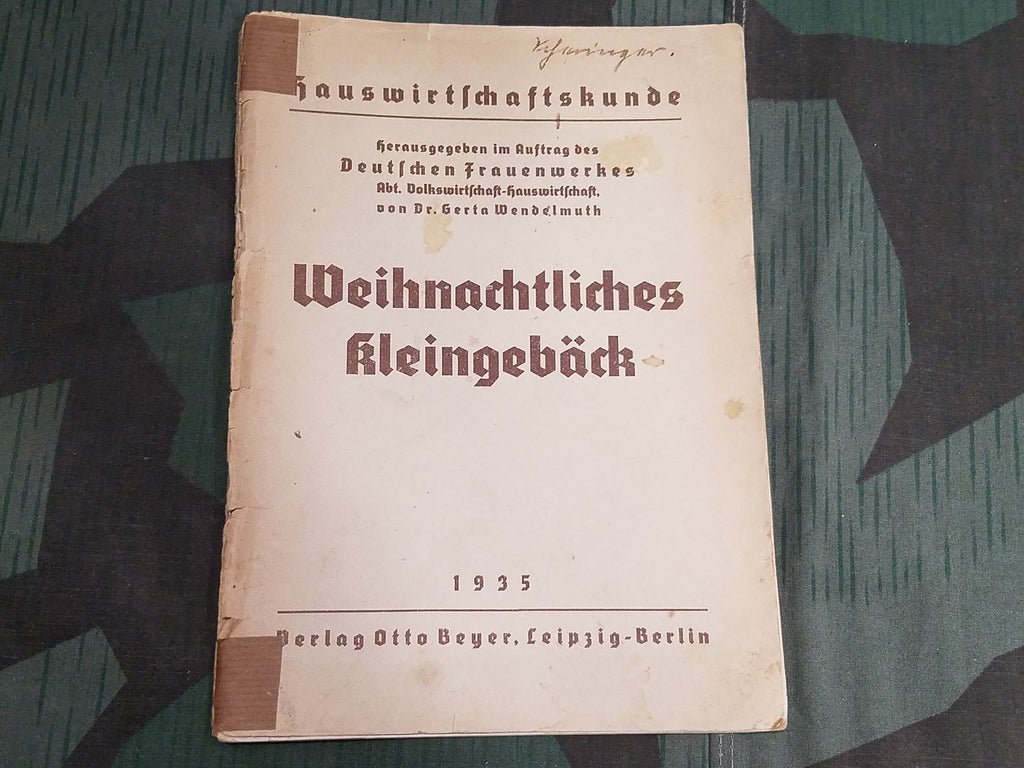 Hauswirtschaftskunde
Herausgegeben im Auftrag des
Deutschen Frauenwerkes
Abt. Volkswirtschaft-Hauswirtschaft,
von Dr. Gerta Wendelmuth
Weihnachtliches
Kleingebäck
1935
Verlag Otto Beyer, Leipzig-Berlin